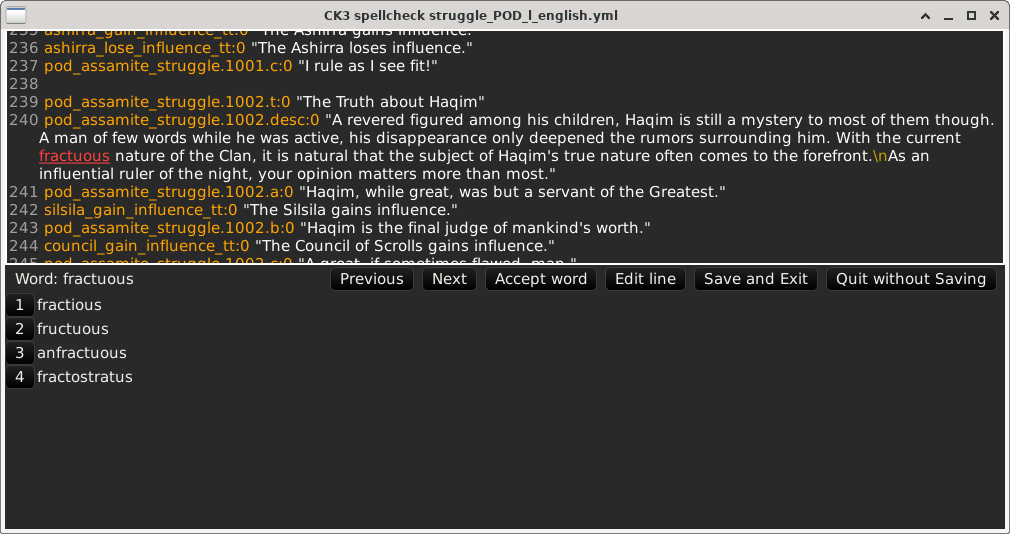 CK3 spellcheck struggle_POD_l_english.yml
235 ashirra_gain_influence_tt:0 "The Ashirra gains influence."
236 ashirra_lose_influence_tt:0 "The Ashirra loses influence."
237 pod_assamite_struggle.1001.c:0 "I rule as I see fit!"
238
239 pod_assamite_struggle.1002.t:0 "The Truth about Haqim"
240 pod_assamite_struggle.1002.desc:0 "A revered figured among his children, Haqim is still a mystery to most of them though.
A man of few words while he was active, his disappearance only deepened the rumors surrounding him. With the current
fractuous nature of the Clan, it is natural that the subject of Haqim's true nature often comes to the forefront.\nAs an
influential ruler of the night, your opinion matters more than most."
241 pod_assamite_struggle.1002.a:0 "Haqim, while great, was but a servant of the Greatest."
242 silsila_gain_influence_tt:0 "The Silsila gains influence."
243 pod_assamite_struggle.1002.b:0 "Haqim is the final judge of mankind's worth."
244 council_gain_influence_tt:0 "The Council of Scrolls gains influence."
245 pod_assamite_struggle.1002.c:0 "A great, if sometimes flawed, man."
Word: fractuous Previous Next Accept word Edit line Save and Exit Quit without Saving
1 fractious
2 fructuous
3 anfractuous
4 fractostratus